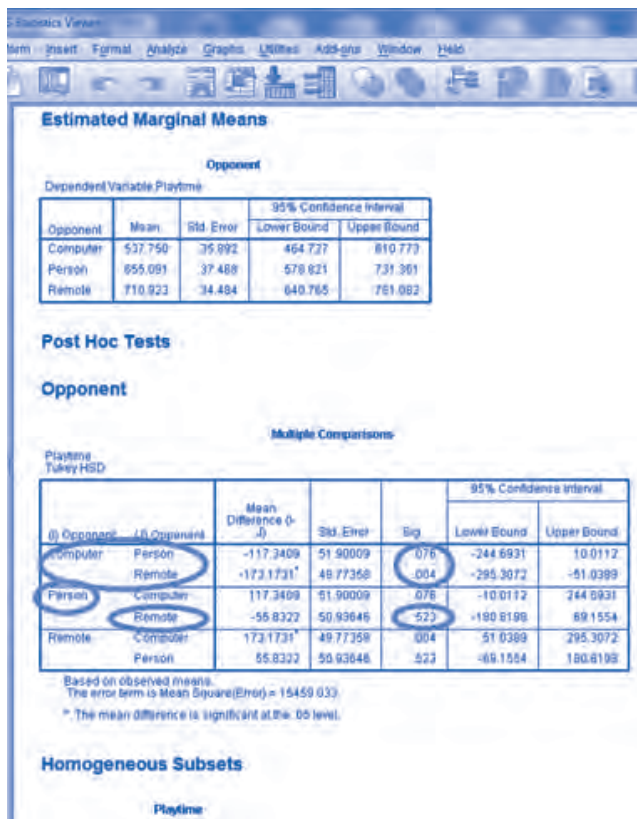 Statistics Viewer
Insert Format Analyze Graphs Utilities Add-ons Window Help
Estimated Marginal Means
Opponent
Dependent Variable:Playtime
95% Confidence Interval
Opponent Mean Std. Error Lower Bound Upper Bound
Computer 537.750 35.892 464.727 610.773
Person 655.091 37.488 578.821 731.361
Remote 710.923 34.484 640.765 781.082
Post Hoc Tests
Opponent
Multiple Comparisons
Playtime
Tukey HSD
95% Confidence Interval
(I) Opponent (J) Opponent Mean Difference (I-J) Std. Error Sig. Lower Bound Upper Bound
Computer Person -117.3409 51.90009 .076 -244.6931 10.0112
Remote -173.1731* 49.77358 .004 -295.3072 -51.0389
Person Computer 117.3409 51.90009 .076 -10.0112 244.6931
Remote -55.8322 50.93646 .523 -180.8198 69.1554
Remote Computer 173.1731* 49.77358 .004 51.0389 295.3072
Person 55.8322 50.93646 .523 -69.1554 180.8198
Based on observed means.
The error term is Mean Square(Error) = 15459.033.
*. The mean difference is significant at the .05 level.
Homogeneous Subsets
Playtime